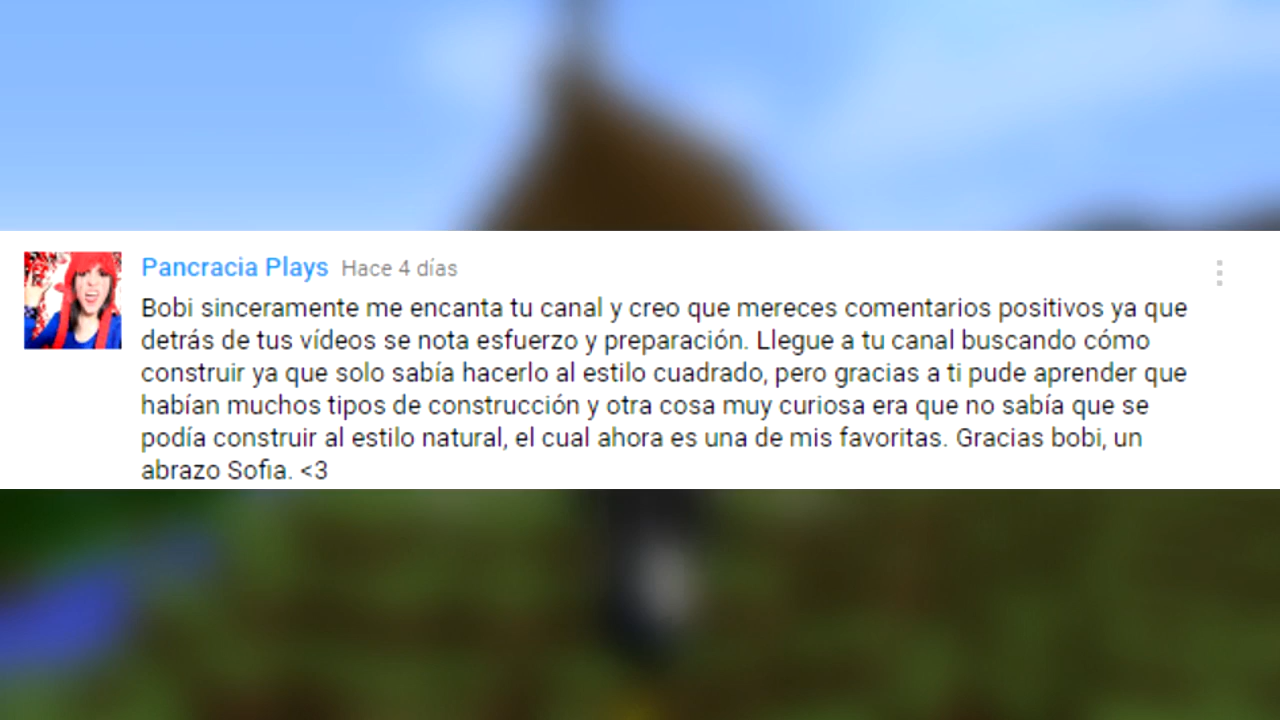 Pancracia Plays Hace 4 días
Bobi sinceramente me encanta tu canal y creo que mereces comentarios positivos ya que
detrás de tus vídeos se nota esfuerzo y preparación. Llegue a tu canal buscando cómo
construir ya que solo sabía hacerlo al estilo cuadrado, pero gracias a ti pude aprender que
habían muchos tipos de construcción y otra cosa muy curiosa era que no sabía que se
podía construir al estilo natural, el cual ahora es una de mis favoritas. Gracias bobi, un
abrazo Sofia. <3